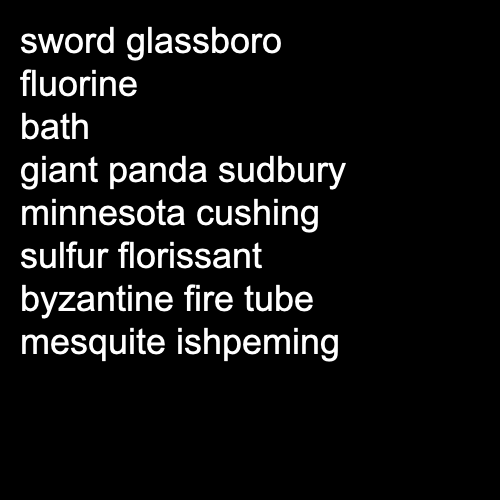 sword glassboro
fluorine
bath
giant panda sudbury
minnesota cushing
sulfur florissant
byzantine fire tube
mesquite ishpeming